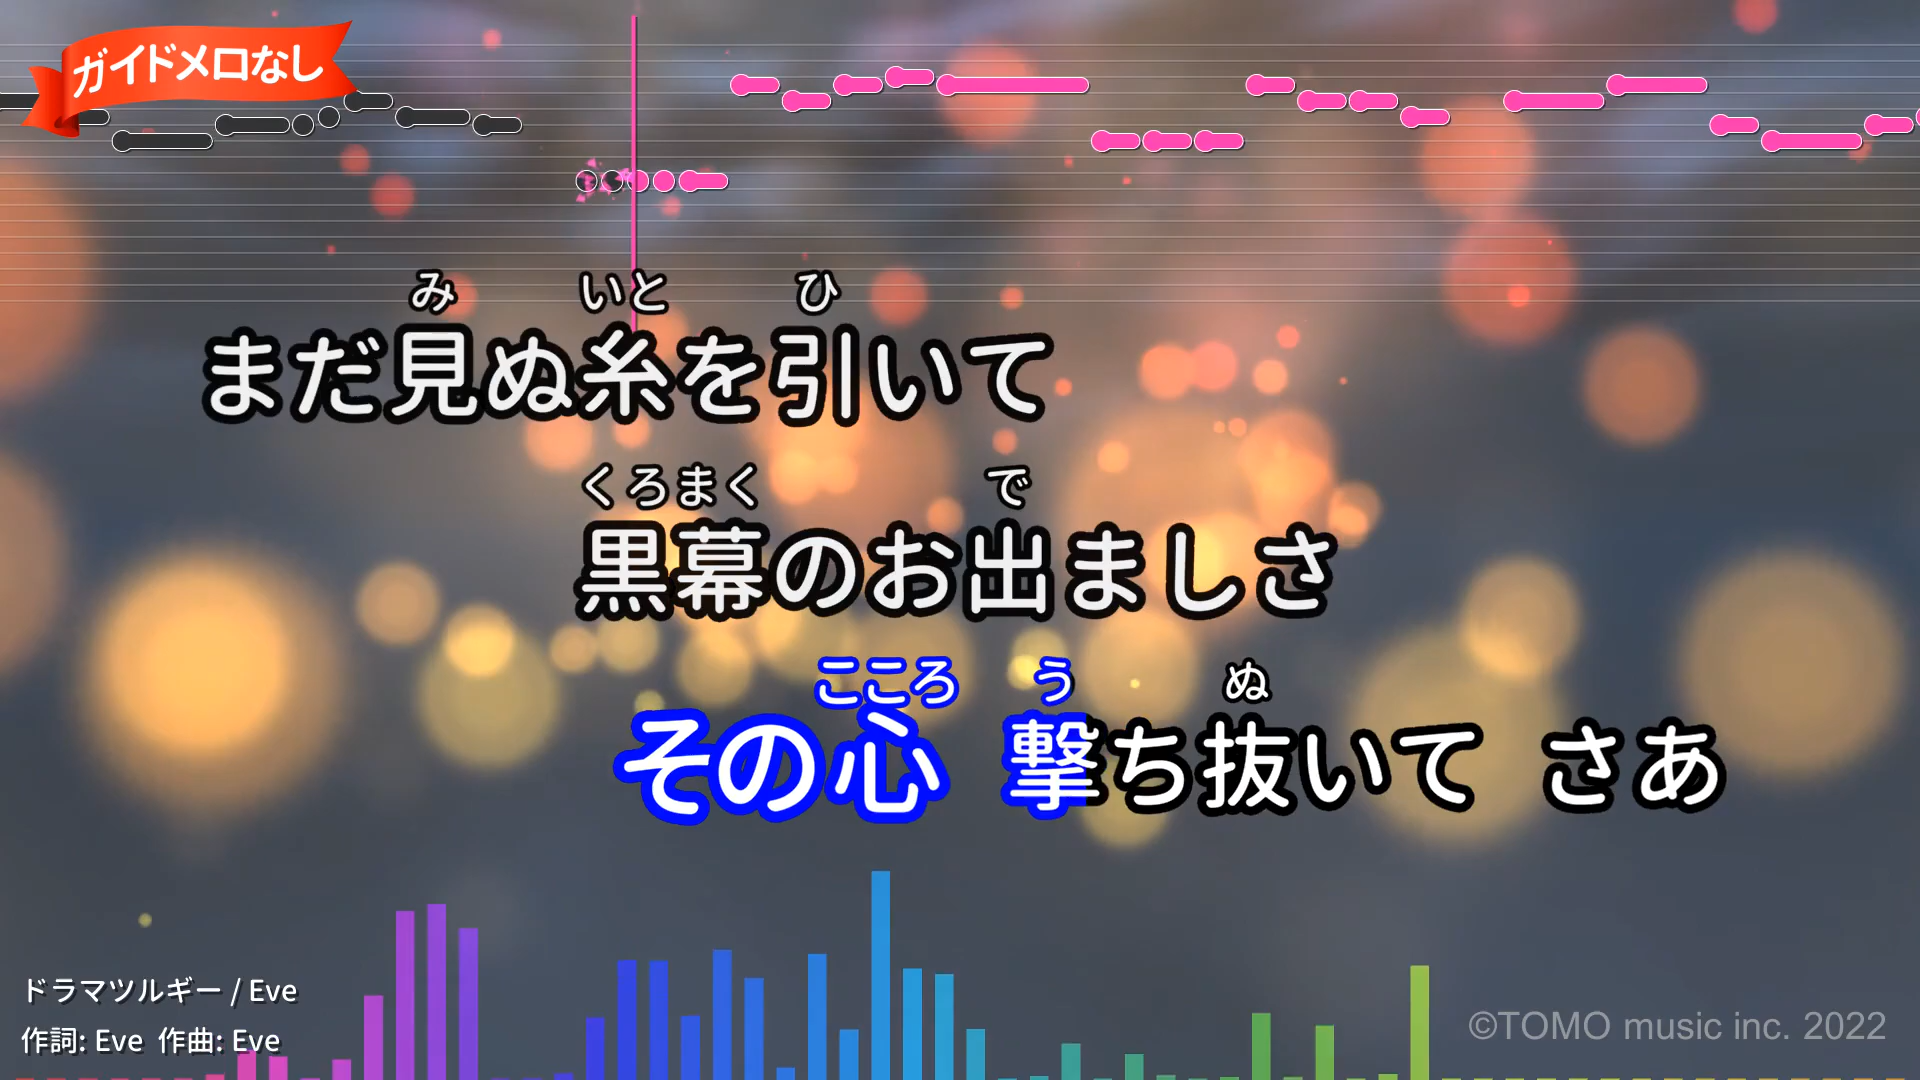 ガイドメロなし
み いと ひ
まだ見ぬ糸を引いて
くろまく で
黒幕のお出ましさ
こころ う ぬ
その心 撃ち抜いて さあ
ドラマツルギー / Eve
作詞: Eve 作曲: Eve
©TOMO music inc. 2022